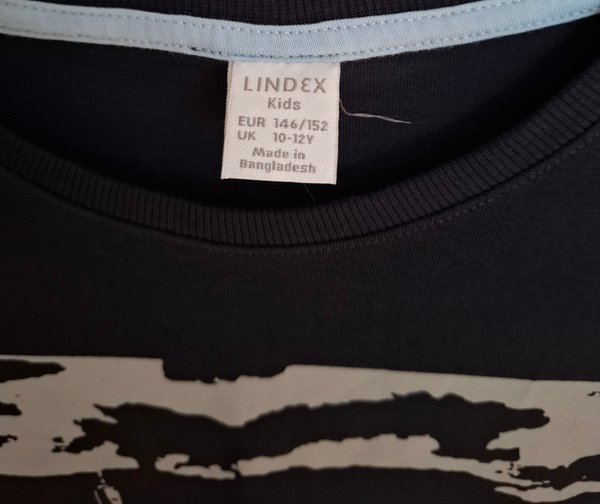 LINDEX
Kids
EUR 146/152
UK 10-12Y
Made in
Bangladesh